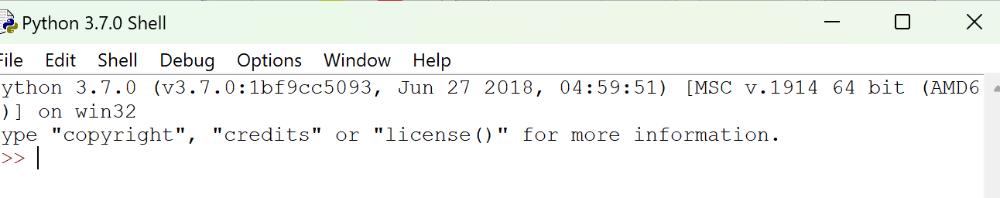 Python 3.7.0 Shell
File Edit Shell Debug Options Window Help
ython 3.7.0 (v3.7.0:1bf9cc5093, Jun 27 2018, 04:59:51) [MSC v.1914 64 bit (AMD6
)] on win32
ype "copyright", "credits" or "license()" for more information.
>>